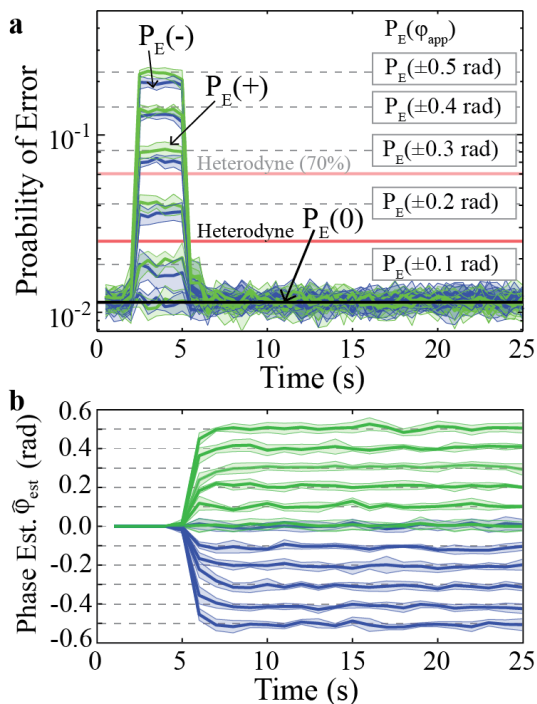 a
P_E(-)
P_E(φ_app)
P_E(±0.5 rad)
P_E(+)
P_E(±0.4 rad)
10^-1
P_E(±0.3 rad)
Heterodyne (70%)
P_E(±0.2 rad)
Heterodyne
P_E(0)
P_E(±0.1 rad)
10^-2
Proability of Error
0 5 10 15 20 25
Time (s)
b
0.6
0.4
0.2
0.0
-0.2
-0.4
-0.6
Phase Est. φ̂_est (rad)
0 5 10 15 20 25
Time (s)